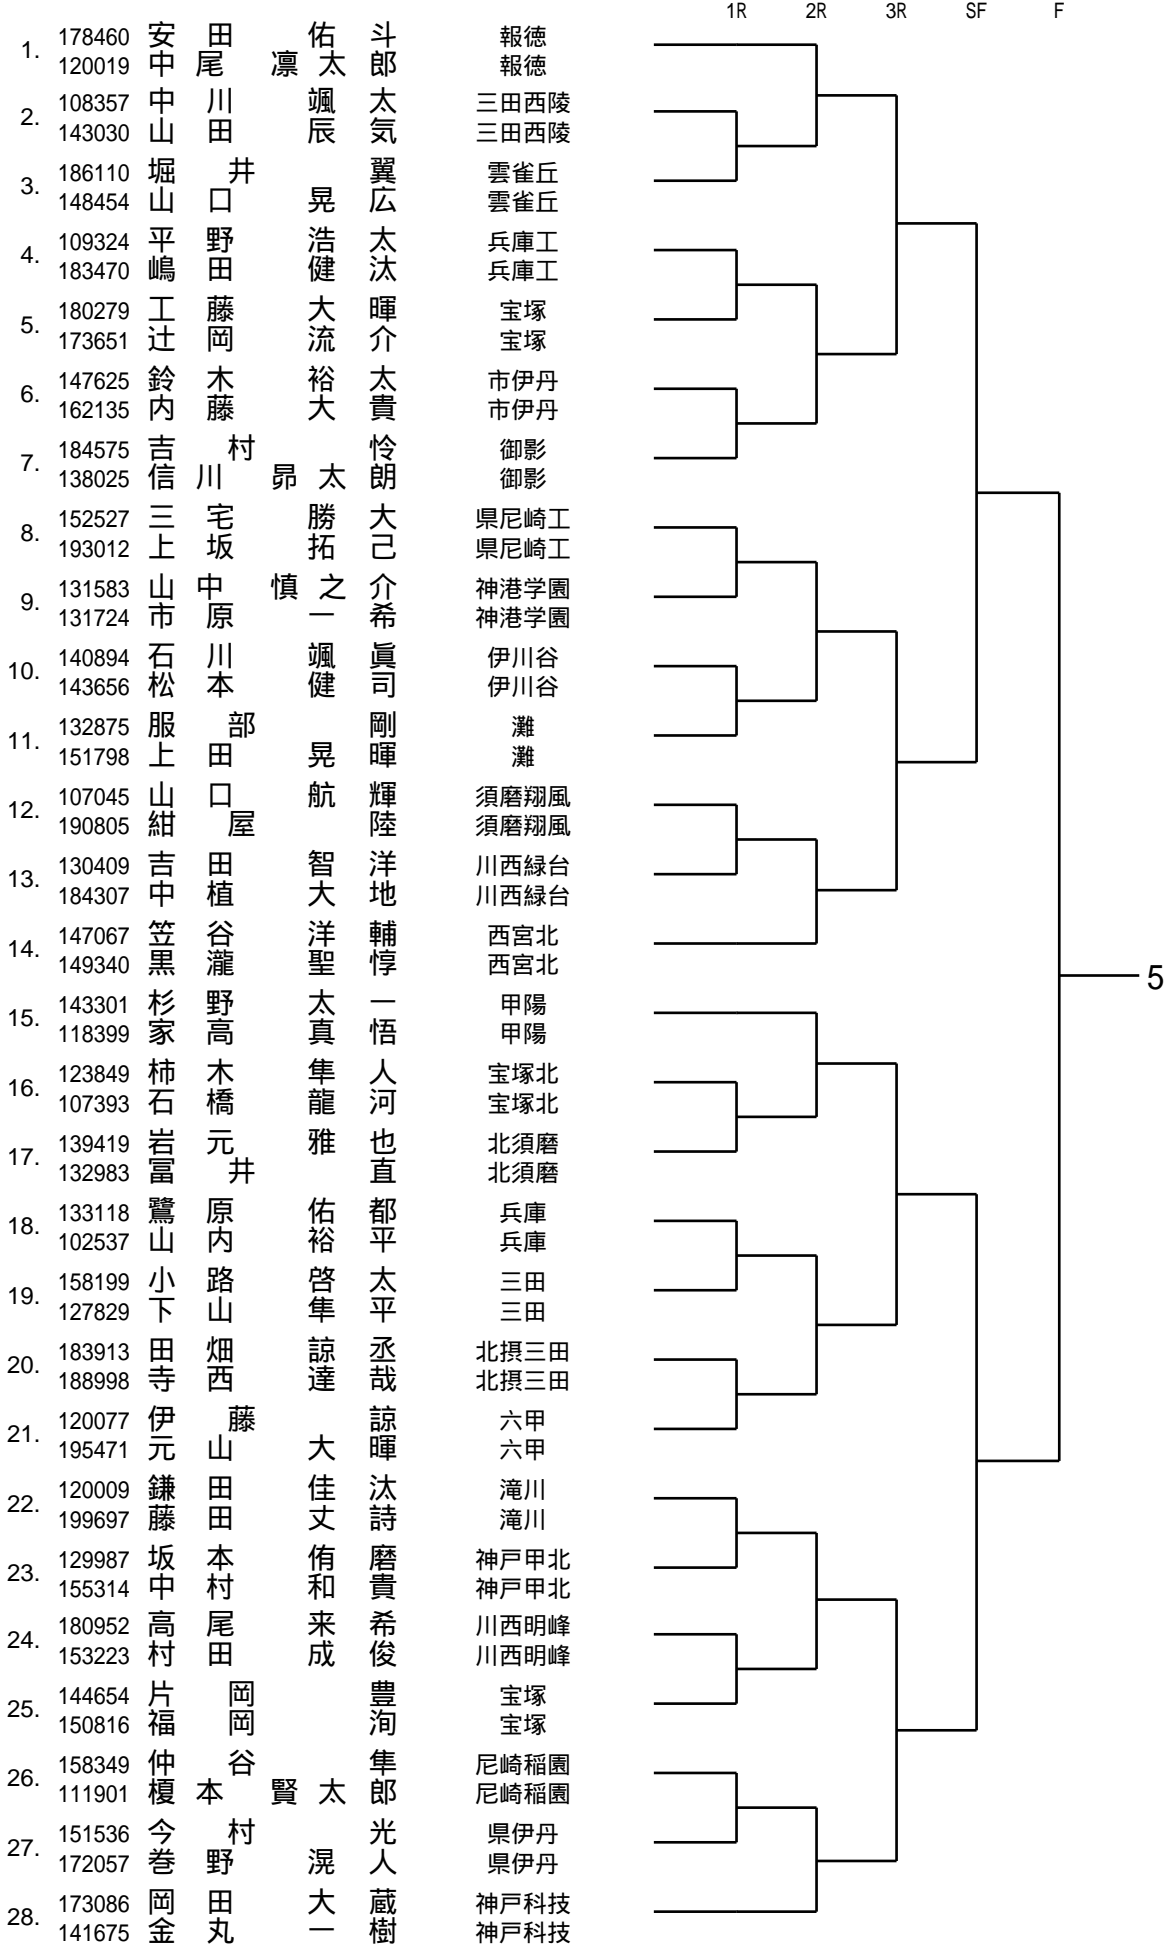 1R 2R 3R SF F
1. 178460 安田 佑斗 報徳
120019 中尾 凛太郎 報徳
2. 108357 中川 颯太 三田西陵
143030 山田 辰気 三田西陵
3. 186110 堀井 翼 雲雀丘
148454 山口 晃広 雲雀丘
4. 109324 平野 浩太 兵庫工
183470 嶋田 健汰 兵庫工
5. 180279 工藤 大暉 宝塚
173651 辻岡 流介 宝塚
6. 147625 鈴木 裕太 市伊丹
162135 内藤 大貴 市伊丹
7. 184575 吉村 怜 御影
138025 信川 昴太朗 御影
8. 152527 三宅 勝大 県尼崎工
193012 上坂 拓己 県尼崎工
9. 131583 山中 慎之介 神港学園
131724 市原 一希 神港学園
10. 140894 石川 颯眞 伊川谷
143656 松本 健司 伊川谷
11. 132875 服部 剛 灘
151798 上田 晃暉 灘
12. 107045 山口 航輝 須磨翔風
190805 紺屋 陸 須磨翔風
13. 130409 吉田 智洋 川西緑台
184307 中植 大地 川西緑台
14. 147067 笠谷 洋輔 西宮北
149340 黒瀧 聖惇 西宮北
5
15. 143301 杉野 太一 甲陽
118399 家高 真悟 甲陽
16. 123849 柿木 隼人 宝塚北
107393 石橋 龍河 宝塚北
17. 139419 岩元 雅也 北須磨
132983 冨井 直 北須磨
18. 133118 鷺原 佑都 兵庫
102537 山内 裕平 兵庫
19. 158199 小路 啓太 三田
127829 下山 隼平 三田
20. 183913 田畑 諒丞 北摂三田
188998 寺西 達哉 北摂三田
21. 120077 伊藤 諒 六甲
195471 元山 大暉 六甲
22. 120009 鎌田 佳汰 滝川
199697 藤田 丈詩 滝川
23. 129987 坂本 侑磨 神戸甲北
155314 中村 和貴 神戸甲北
24. 180952 高尾 来希 川西明峰
153223 村田 成俊 川西明峰
25. 144654 片岡 豊 宝塚
150816 福岡 洵 宝塚
26. 158349 仲谷 隼 尼崎稲園
111901 榎本 賢太郎 尼崎稲園
27. 151536 今村 光 県伊丹
172057 巻野 滉人 県伊丹
28. 173086 岡田 大蔵 神戸科技
141675 金丸 一樹 神戸科技